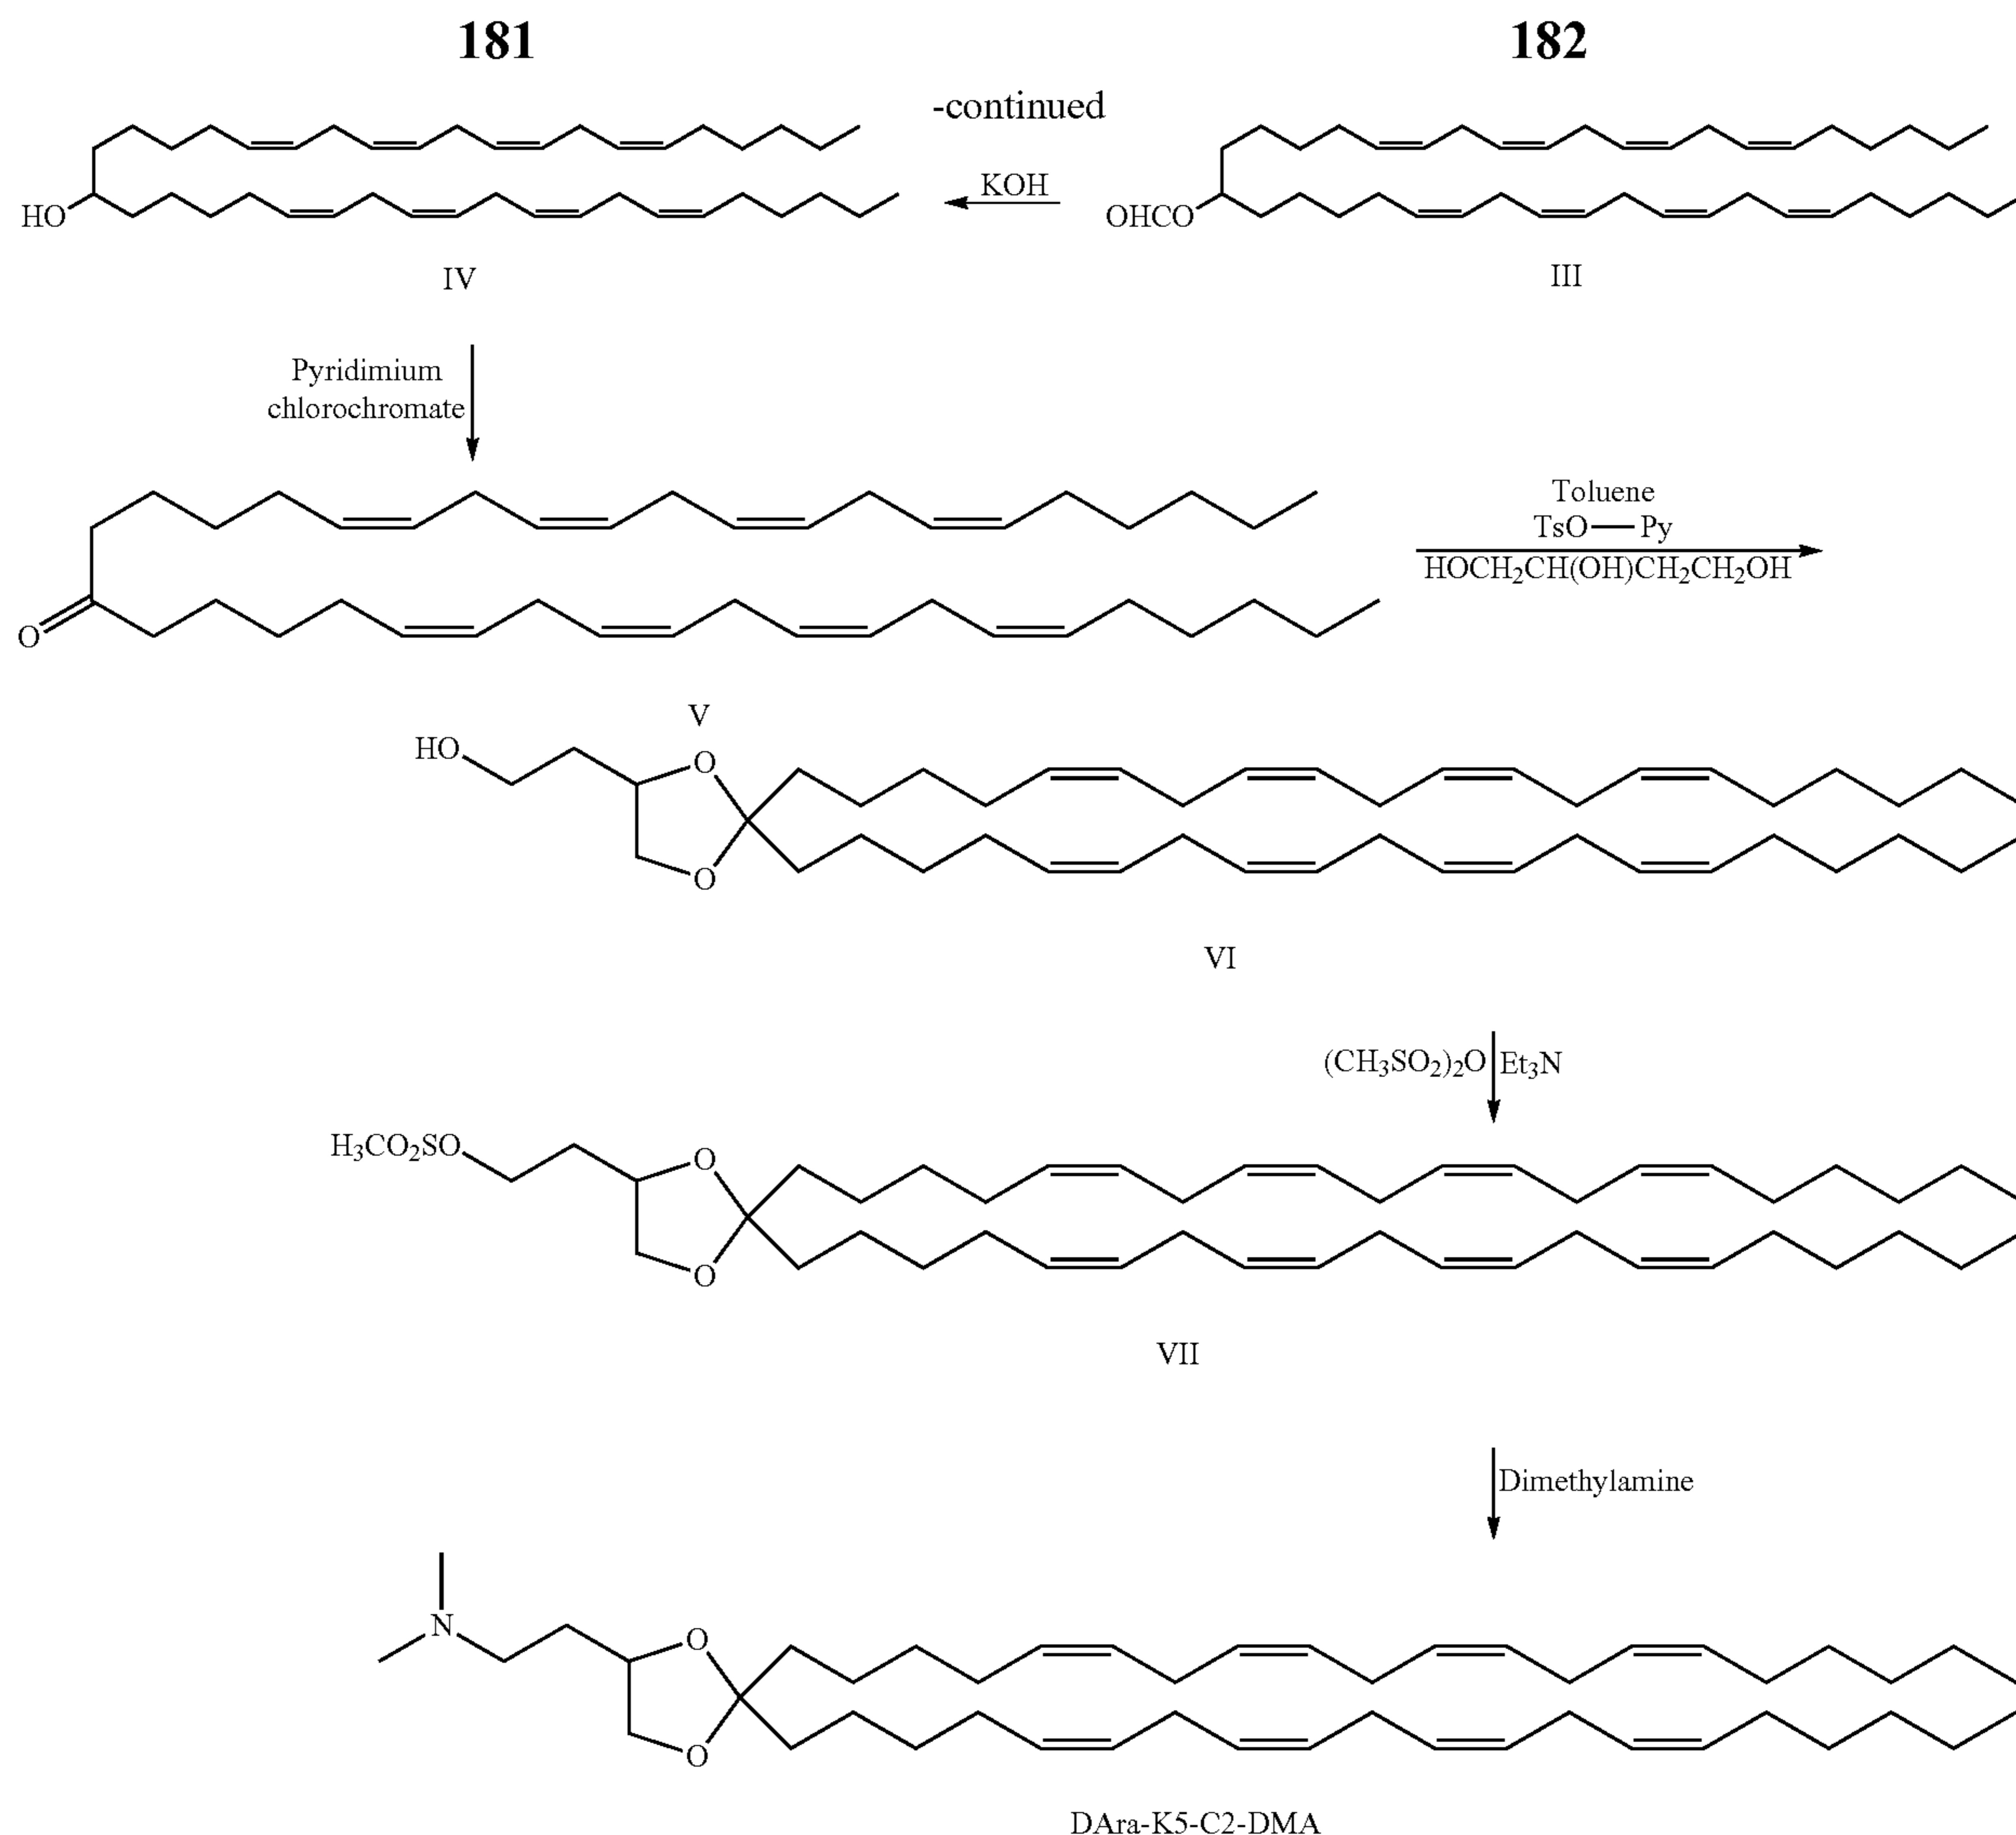 181
182
-continued
HO
KOH
OHCO
IV
III
Pyridimium
chlorochromate
Toluene
TsO—Py
HOCH₂CH(OH)CH₂CH₂OH
O
V
HO
O
O
VI
(CH₃SO₂)₂O
Et₃N
H₃CO₂SO
O
O
VII
Dimethylamine
N
O
O
DAra-K5-C2-DMA